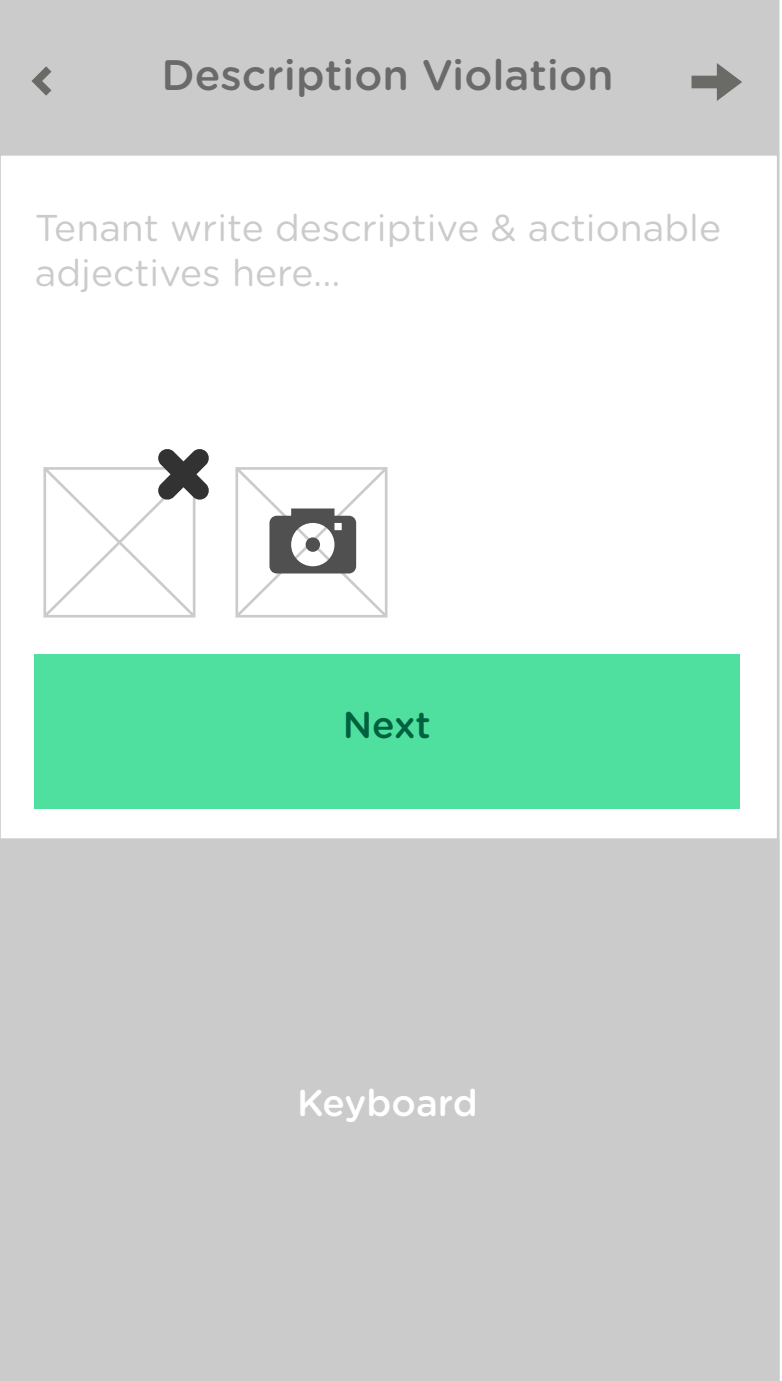 Description Violation
Tenant write descriptive & actionable
adjectives here...
Next
Keyboard